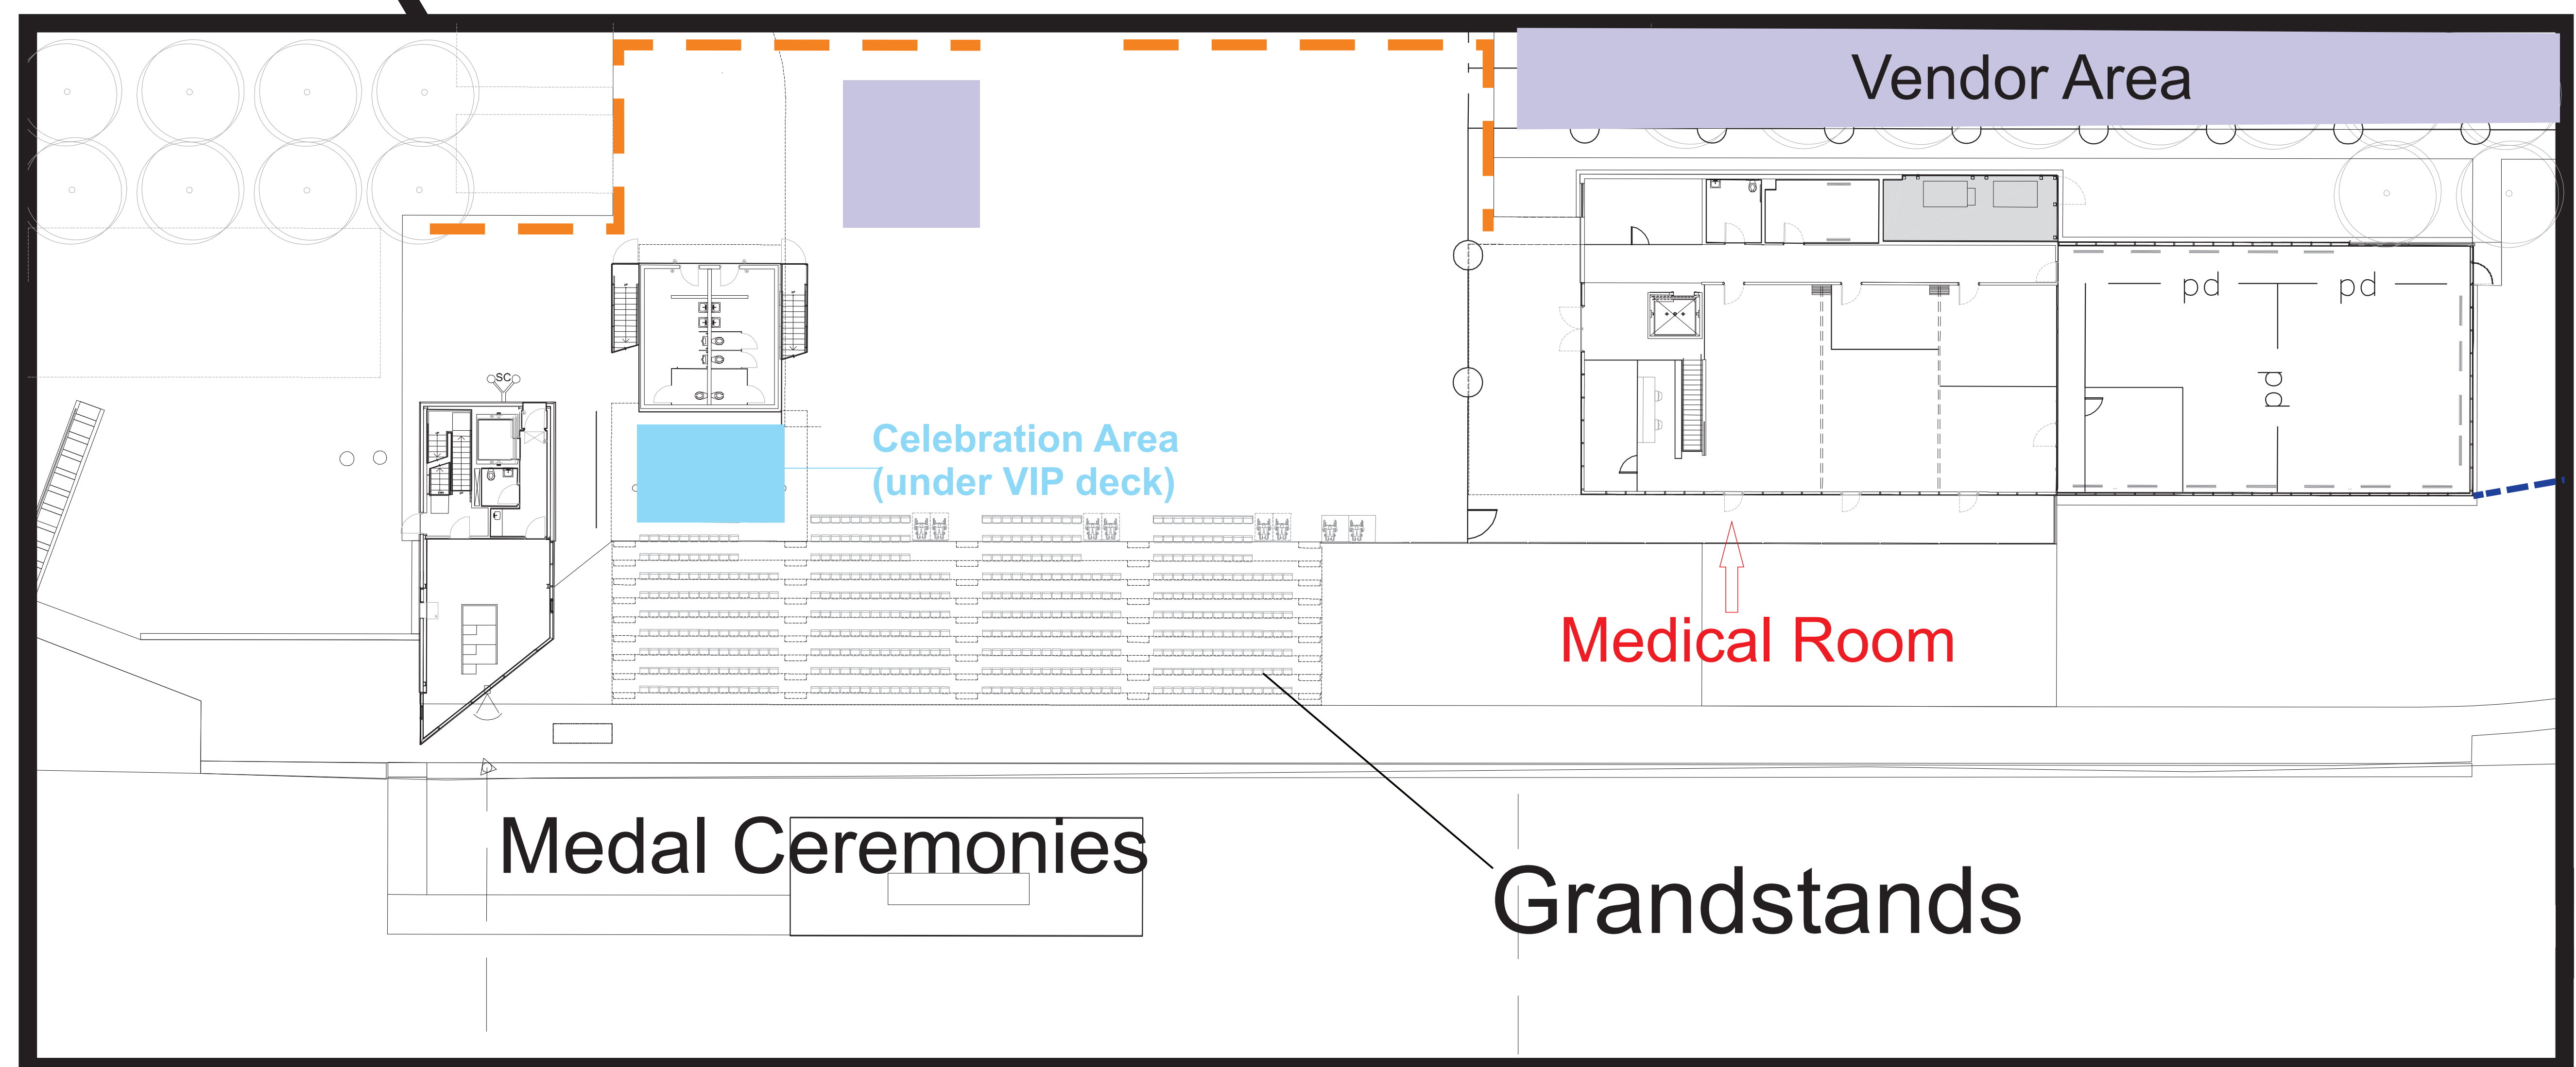 Vendor Area
pd
pd
pd
SC
Celebration Area
(under VIP deck)
Medical Room
Medal Ceremonies
Grandstands